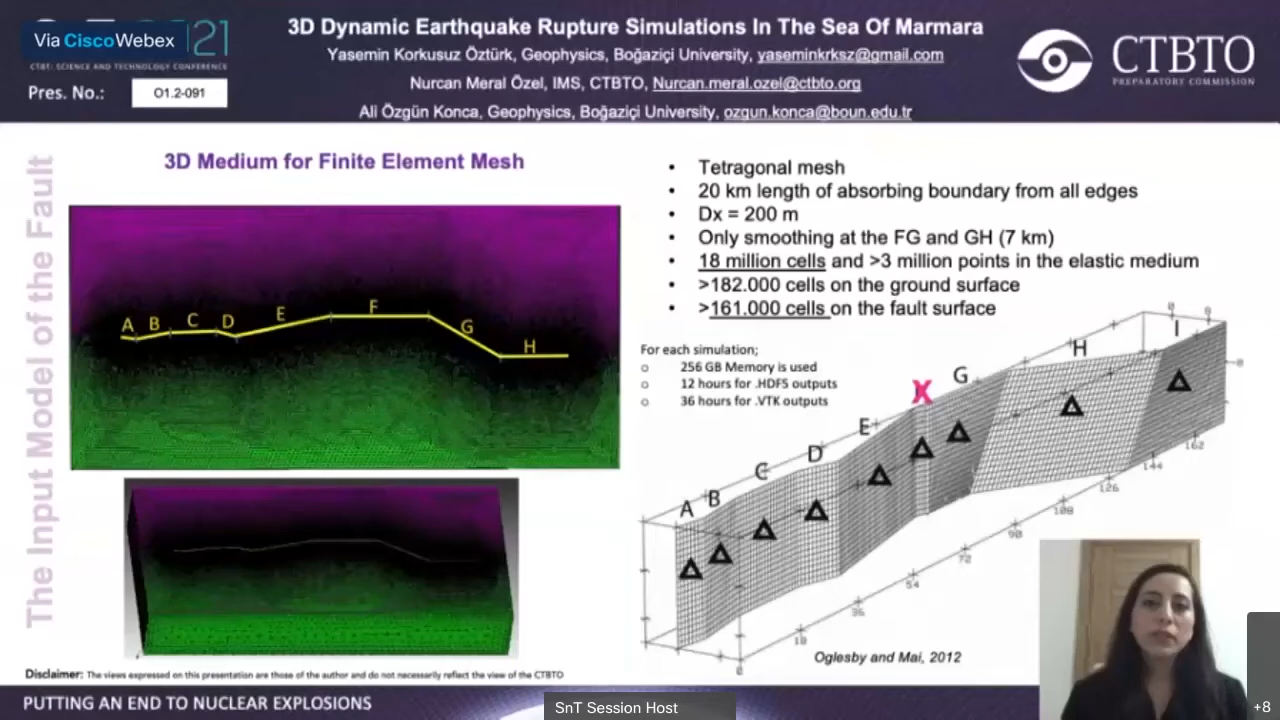 Via CiscoWebex
21
CTBT: SCIENCE AND TECHNOLOGY CONFERENCE
Pres. No.:
O1.2-091
3D Dynamic Earthquake Rupture Simulations In The Sea Of Marmara
Yasemin Korkusuz Öztürk, Geophysics, Boğaziçi University, yaseminkrksz@gmail.com
Nurcan Meral Özel, IMS, CTBTO, Nurcan.meral.ozel@ctbto.org
Ali Özgün Konca, Geophysics, Boğaziçi University, ozgun.konca@boun.edu.tr
CTBTO
PREPARATORY COMMISSION
The Input Model of the Fault
3D Medium for Finite Element Mesh
A B C D E F G H
• Tetragonal mesh
• 20 km length of absorbing boundary from all edges
• Dx = 200 m
• Only smoothing at the FG and GH (7 km)
• 18 million cells and >3 million points in the elastic medium
• >182.000 cells on the ground surface
• >161.000 cells on the fault surface
For each simulation;
o 256 GB Memory is used
o 12 hours for .HDF5 outputs
o 36 hours for .VTK outputs
A B C D E X G H I
0 18 36 54 72 90 108 126 144 162
0 8
0
Oglesby and Mai, 2012
Disclaimer: The views expressed on this presentation are those of the author and do not necessarily reflect the view of the CTBTO
PUTTING AN END TO NUCLEAR EXPLOSIONS
SnT Session Host
+8